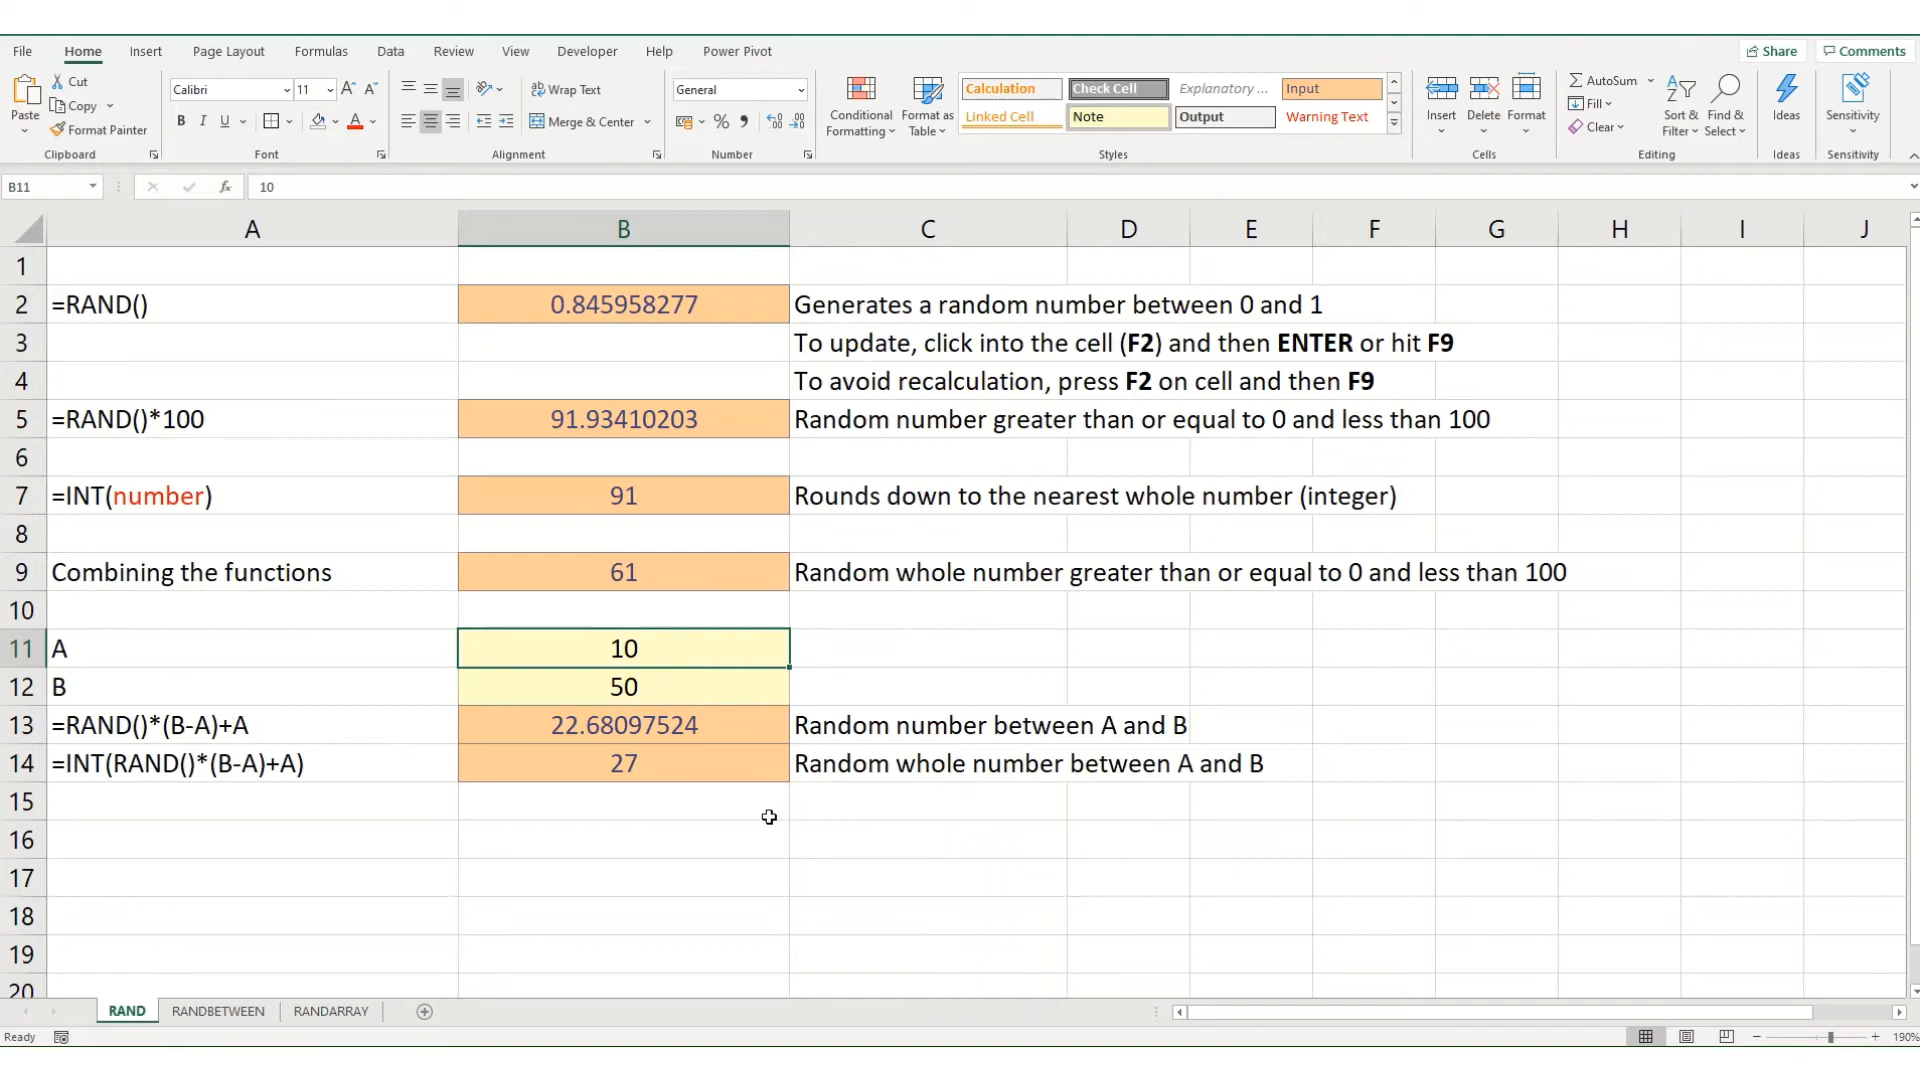 File Home Insert Page Layout Formulas Data Review View Developer Help Power Pivot Share Comments
Paste Cut Copy Format Painter Clipboard
Calibri 11 B I U A Font
Wrap Text Merge & Center Alignment
General % Number
Conditional Formatting Format as Table
Calculation Check Cell Explanatory ... Input
Linked Cell Note Output Warning Text
Styles
Insert Delete Format Cells
AutoSum Fill Clear Sort & Filter Find & Select Editing
Ideas Ideas
Sensitivity Sensitivity
B11 fx 10
A B C D E F G H I J
1
2 =RAND() 0.845958277 Generates a random number between 0 and 1
3 To update, click into the cell (F2) and then ENTER or hit F9
4 To avoid recalculation, press F2 on cell and then F9
5 =RAND()*100 91.93410203 Random number greater than or equal to 0 and less than 100
6
7 =INT(number) 91 Rounds down to the nearest whole number (integer)
8
9 Combining the functions 61 Random whole number greater than or equal to 0 and less than 100
10
11 A 10
12 B 50
13 =RAND()*(B-A)+A 22.68097524 Random number between A and B
14 =INT(RAND()*(B-A)+A) 27 Random whole number between A and B
15
16
17
18
19
20
RAND RANDBETWEEN RANDARRAY
Ready 190%